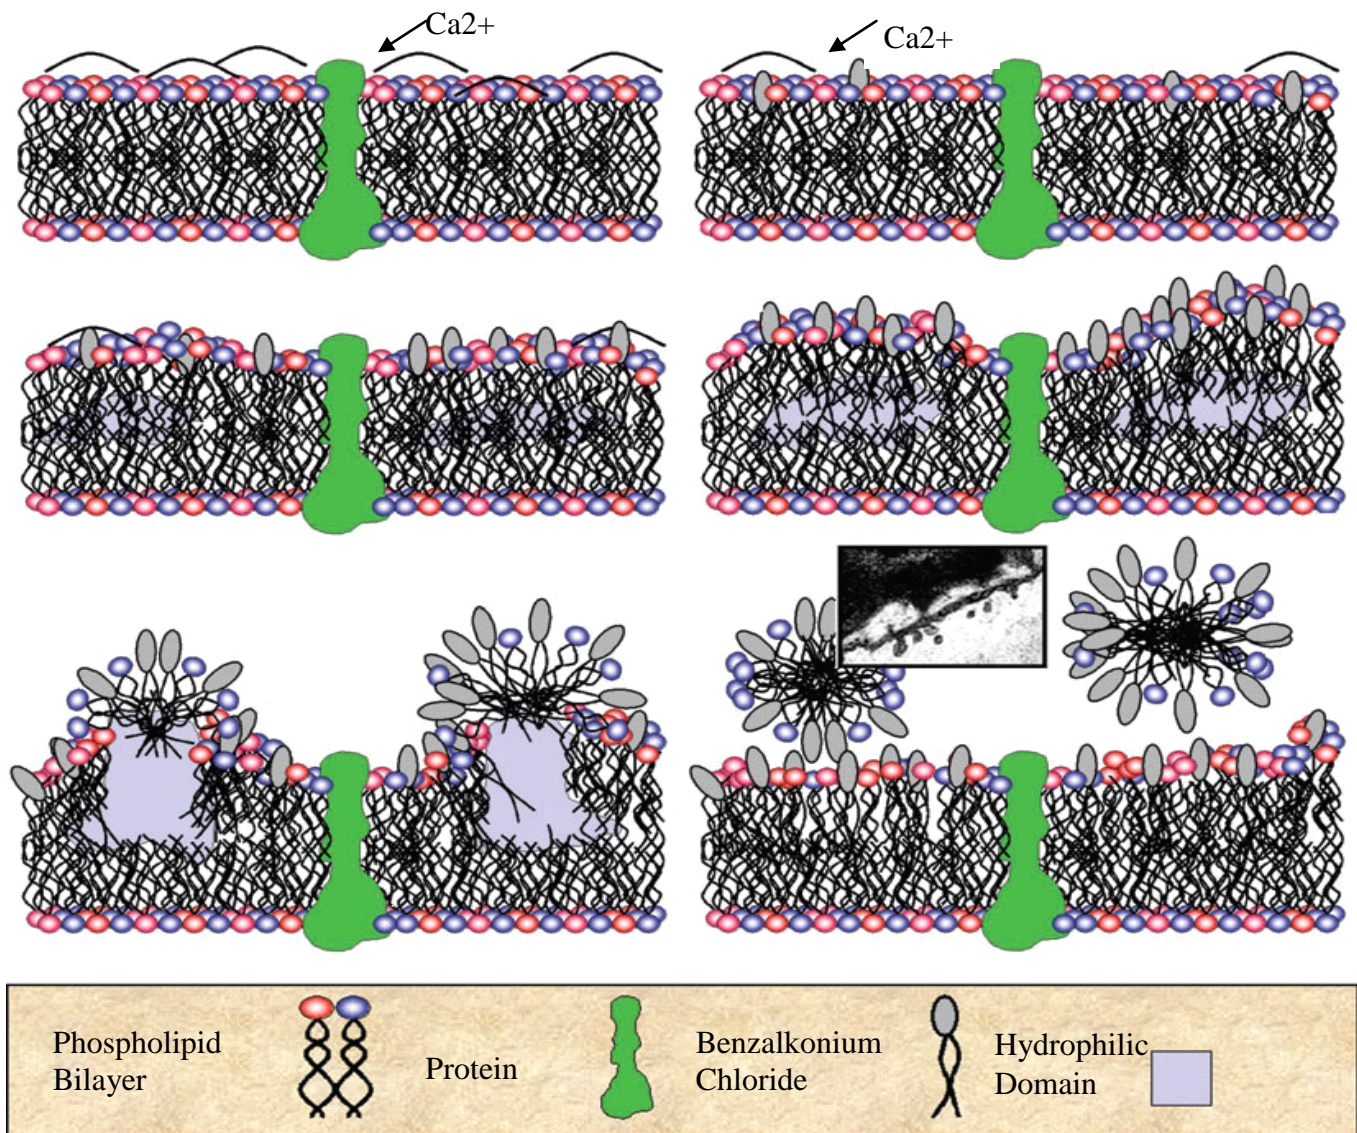 Ca2+
Ca2+
Phospholipid
Bilayer
Protein
Benzalkonium
Chloride
Hydrophilic
Domain